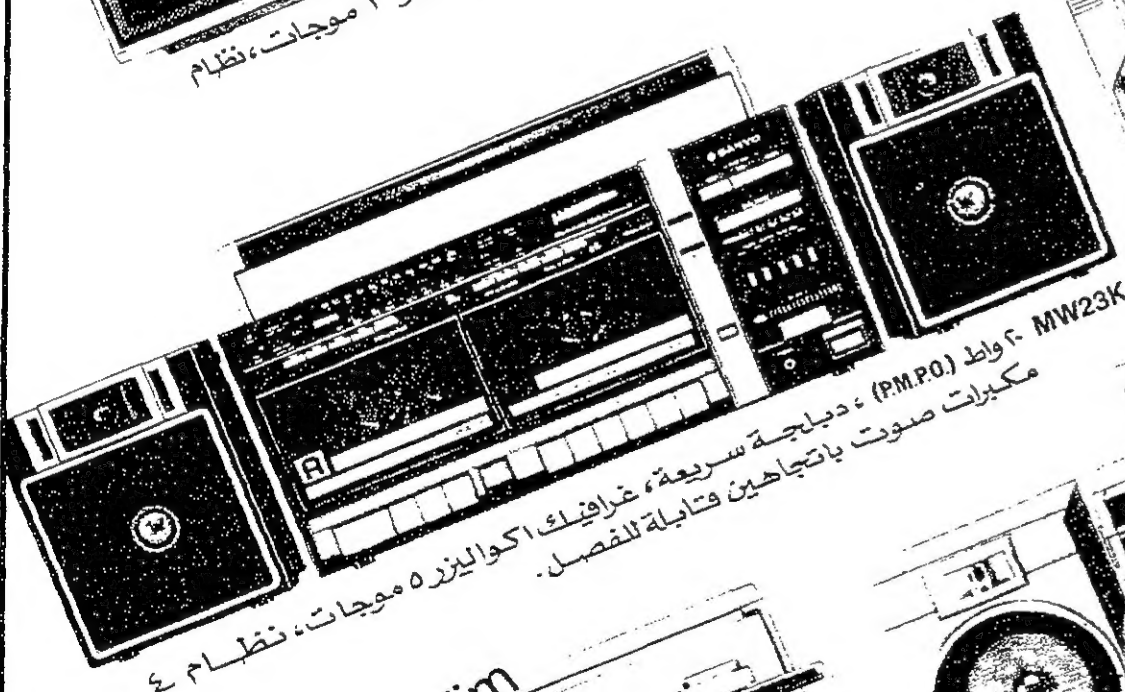 موجات، نظام
SANYO
A
MW23K ٢٠ واط (P.M.P.O.)، دبلجة سريعة، غرافيك اكواليزر ٥ موجات، نظام ٤
مكبرات صوت باتجاهين قابلة للفصل.